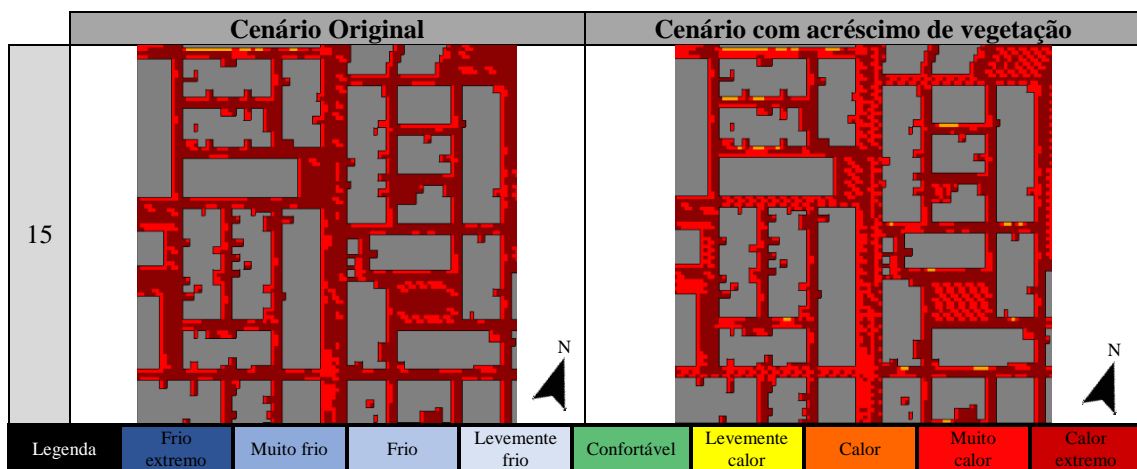 Cenário Original
Cenário com acréscimo de vegetação
15
N
N
Legenda
Frio extremo
Muito frio
Frio
Levemente frio
Confortável
Levemente calor
Calor
Muito calor
Calor extremo